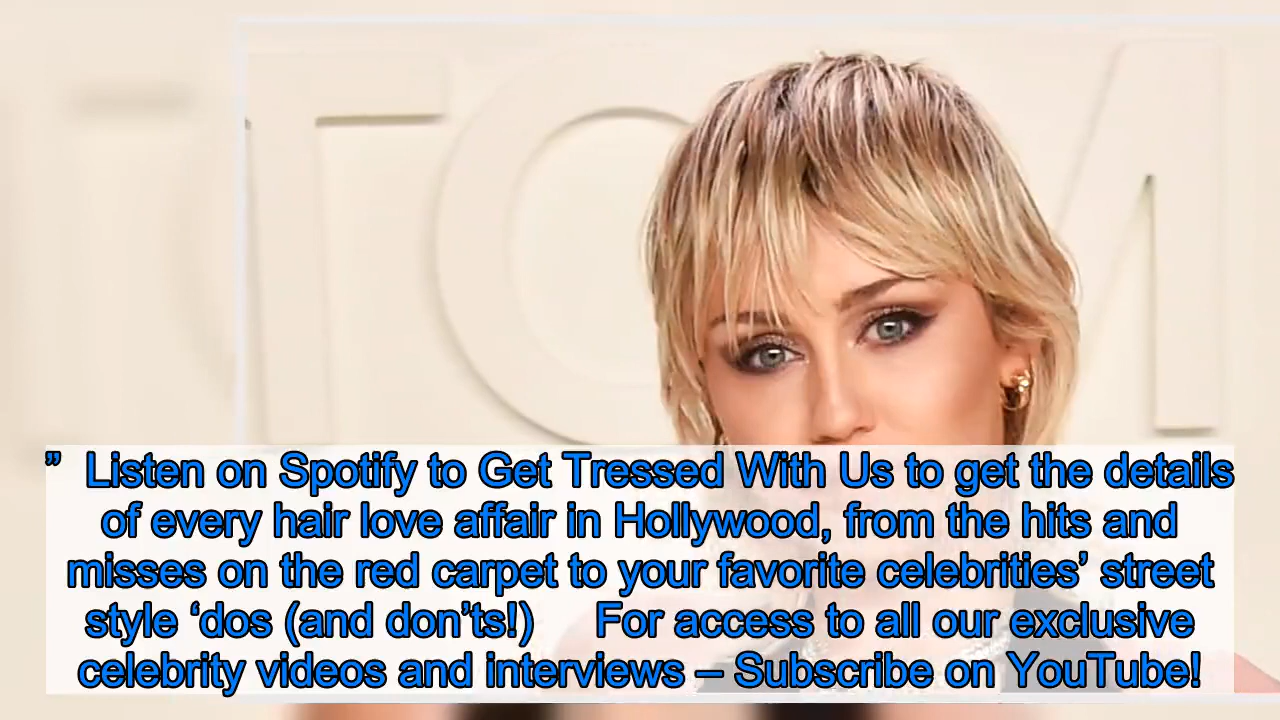 TOM
”  Listen on Spotify to Get Tressed With Us to get the details
of every hair love affair in Hollywood, from the hits and
misses on the red carpet to your favorite celebrities’ street
style ‘dos (and don’ts!)     For access to all our exclusive
celebrity videos and interviews – Subscribe on YouTube!